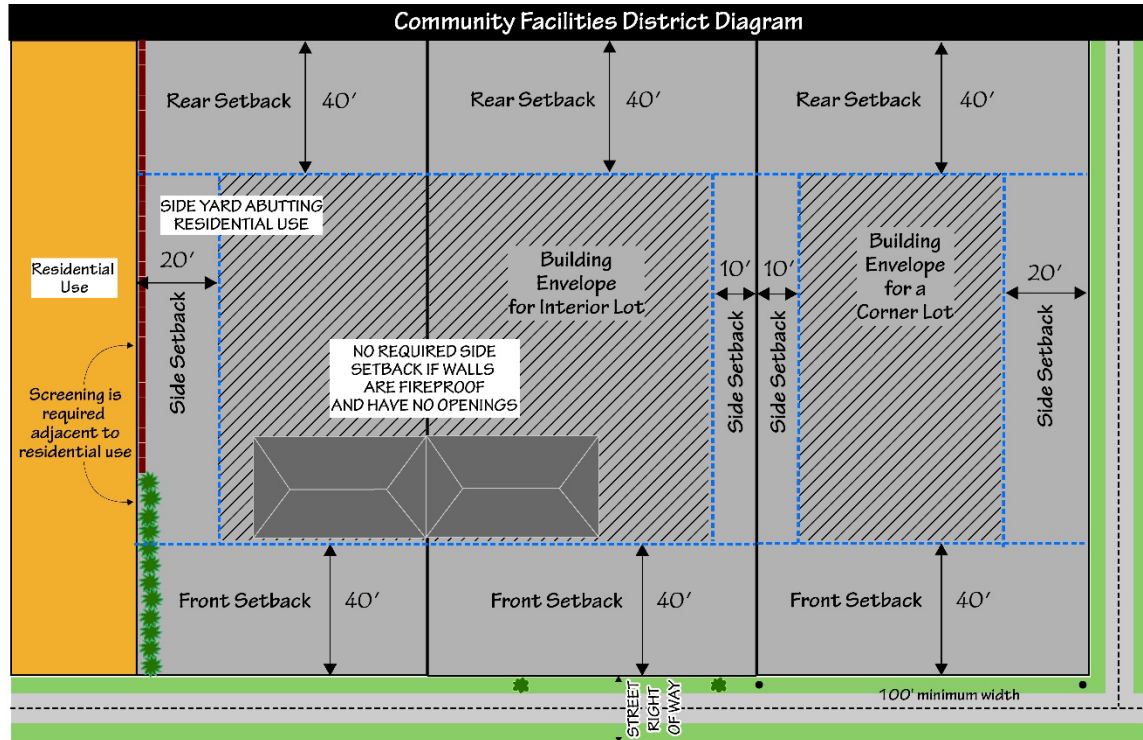 Community Facilities District Diagram
Rear Setback 40'
Rear Setback 40'
Rear Setback 40'
SIDE YARD ABUTTING
RESIDENTIAL USE
20'
Side Setback
Residential
Use
Screening is
required
adjacent to
residential use
Building
Envelope
for Interior Lot
NO REQUIRED SIDE
SETBACK IF WALLS
ARE FIREPROOF
AND HAVE NO OPENINGS
10'
Side Setback
10'
Side Setback
Building
Envelope
for a
Corner Lot
20'
Side Setback
Front Setback 40'
Front Setback 40'
Front Setback 40'
STREET
RIGHT
OF WAY
100' minimum width